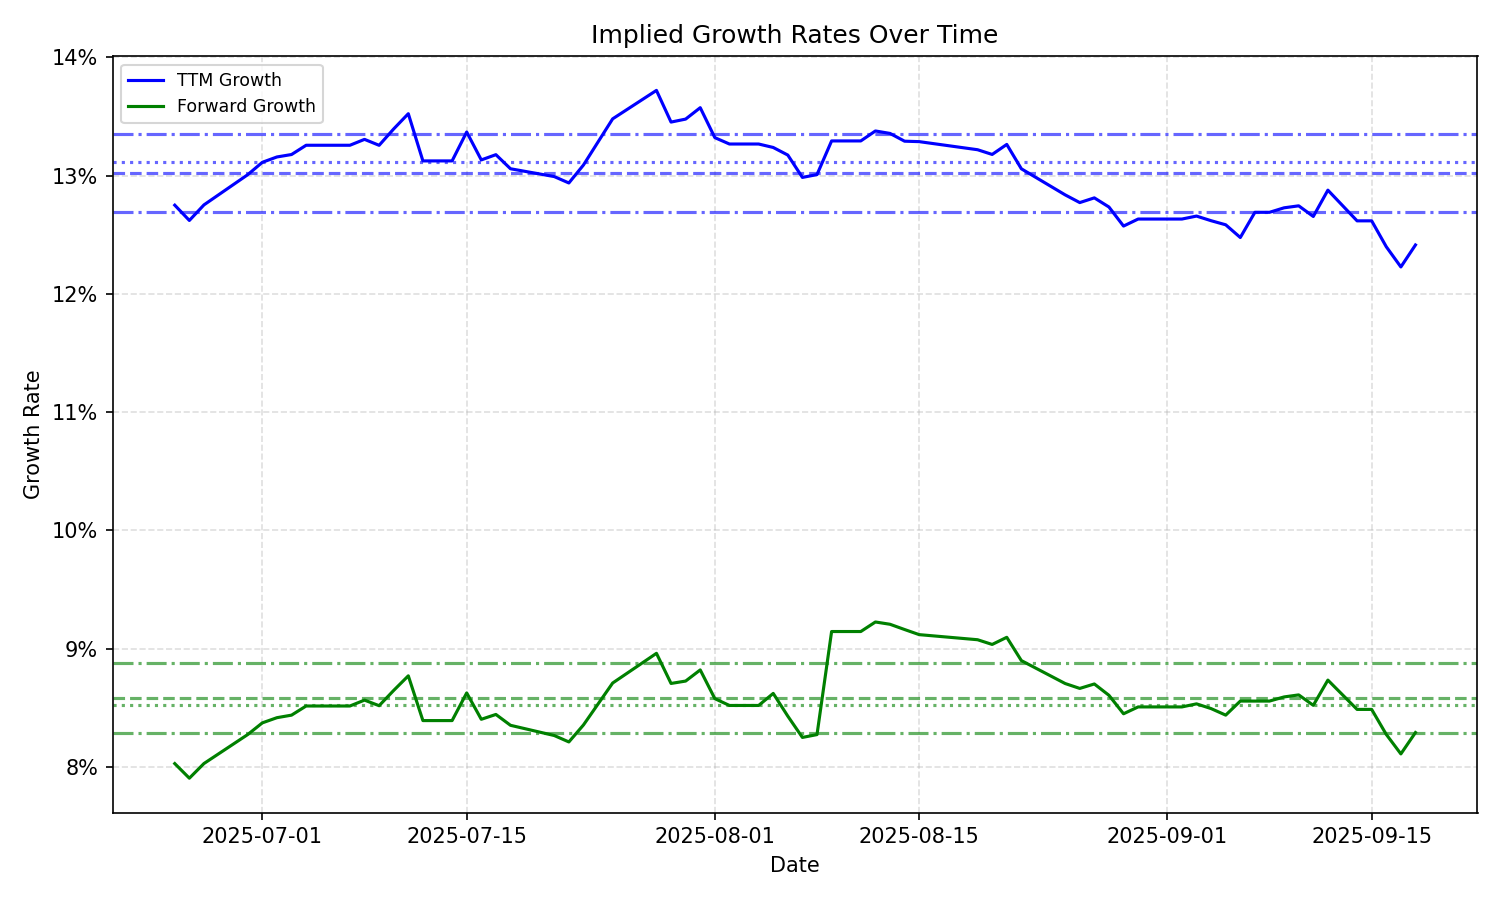 Implied Growth Rates Over Time
14%
13%
12%
11%
10%
9%
8%
Growth Rate
TTM Growth
Forward Growth
2025-07-01
2025-07-15
2025-08-01
2025-08-15
2025-09-01
2025-09-15
Date